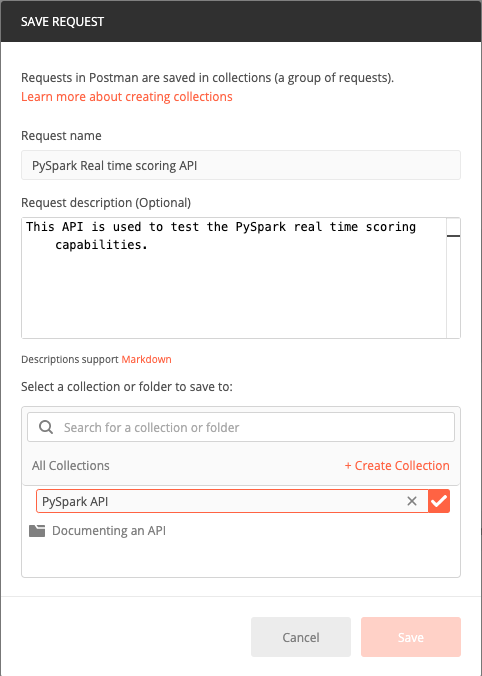 SAVE REQUEST
Requests in Postman are saved in collections (a group of requests).
Learn more about creating collections
Request name
PySpark Real time scoring API
Request description (Optional)
This API is used to test the PySpark real time scoring
capabilities.
Descriptions support Markdown
Select a collection or folder to save to:
Search for a collection or folder
All Collections + Create Collection
PySpark API
Documenting an API
Cancel Save